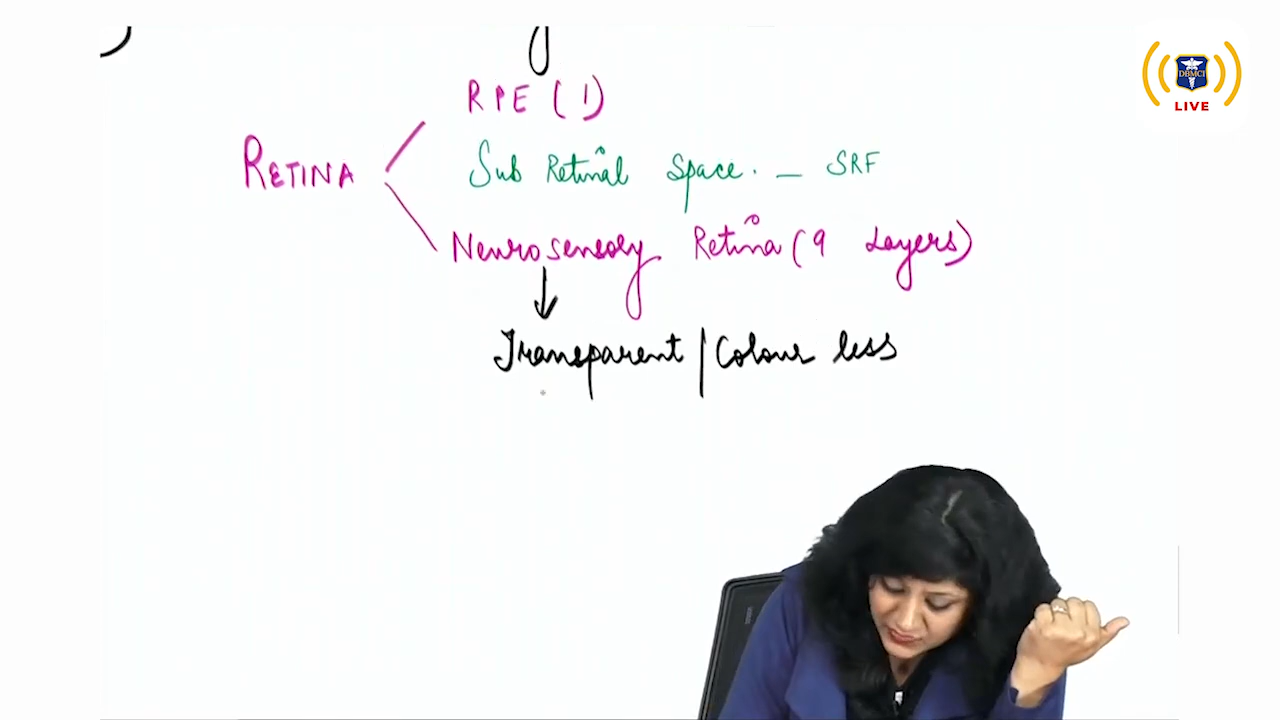 RPE (1)
RETINA
Sub Retinal Space. - SRF
Neurosensory Retina (9 Layers)
↓
Transparent / Colour less
DBMCI
LIVE